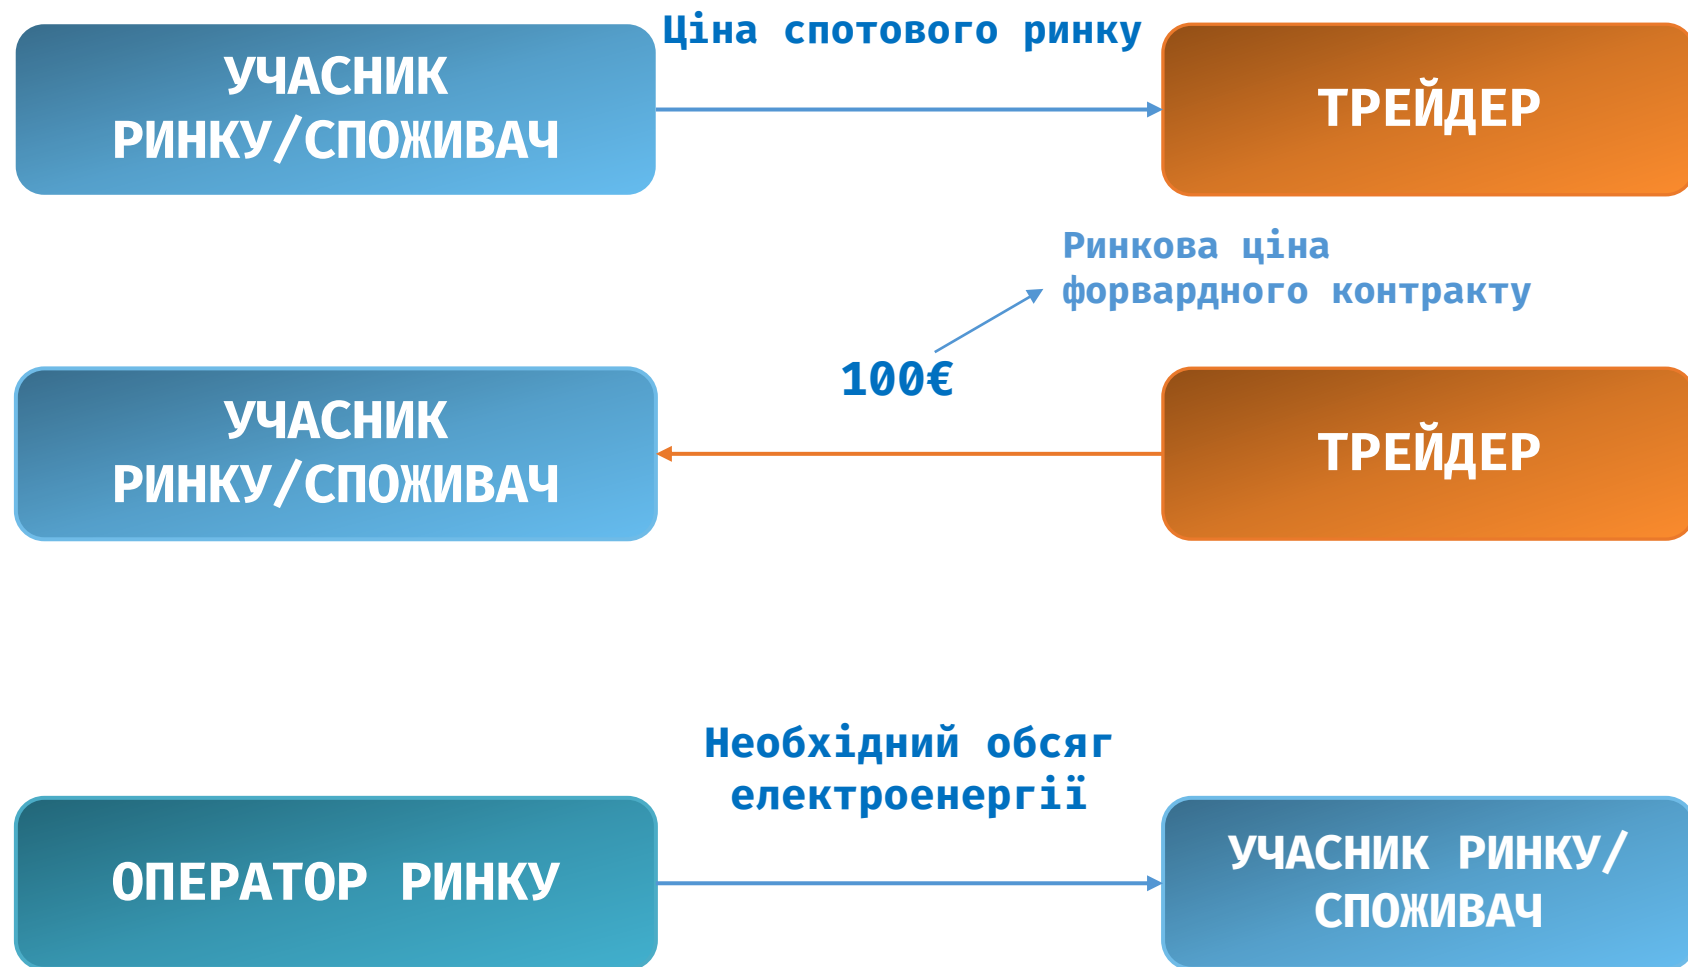 Ціна спотового ринку
УЧАСНИК
РИНКУ/СПОЖИВАЧ
ТРЕЙДЕР
Ринкова ціна
форвардного контракту
100€
УЧАСНИК
РИНКУ/СПОЖИВАЧ
ТРЕЙДЕР
Необхідний обсяг
електроенергії
ОПЕРАТОР РИНКУ
УЧАСНИК РИНКУ/
СПОЖИВАЧ